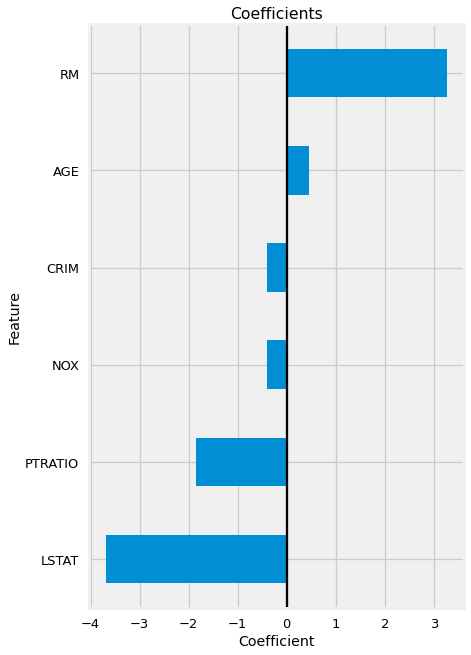 Coefficients
RM
AGE
CRIM
NOX
PTRATIO
LSTAT
Feature
−4 −3 −2 −1 0 1 2 3
Coefficient